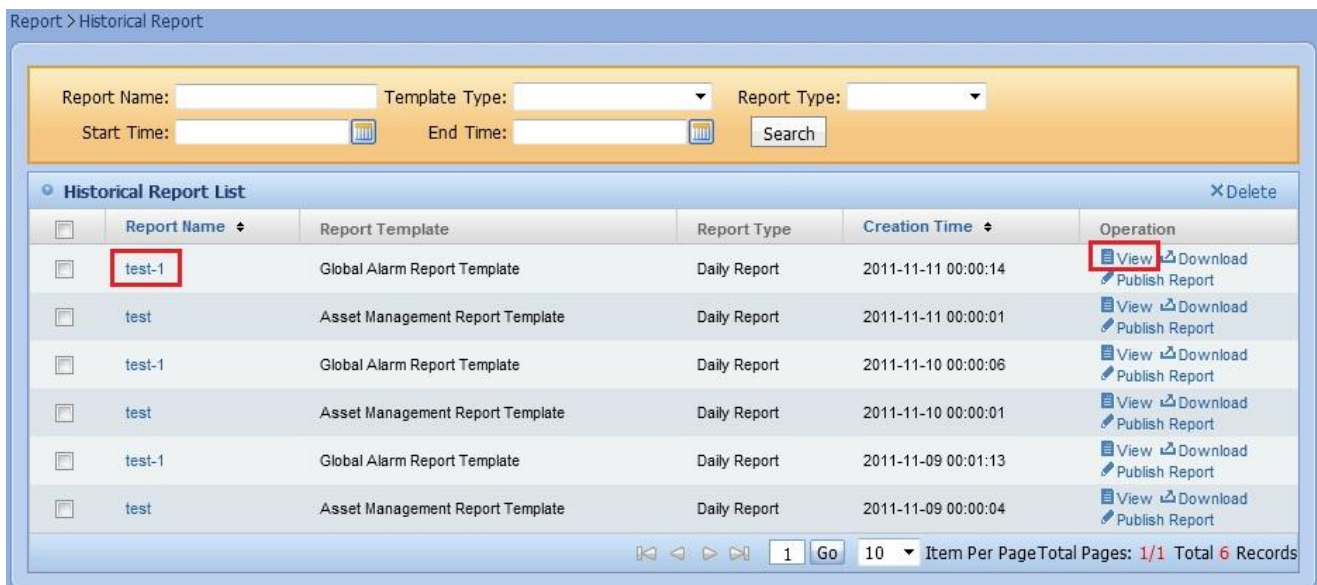 Report > Historical Report
Report Name: Template Type: Report Type:
Start Time: End Time: Search
Historical Report List Delete
Report Name Report Template Report Type Creation Time Operation
test-1 Global Alarm Report Template Daily Report 2011-11-11 00:00:14 View Download
Publish Report
test Asset Management Report Template Daily Report 2011-11-11 00:00:01 View Download
Publish Report
test-1 Global Alarm Report Template Daily Report 2011-11-10 00:00:06 View Download
Publish Report
test Asset Management Report Template Daily Report 2011-11-10 00:00:01 View Download
Publish Report
test-1 Global Alarm Report Template Daily Report 2011-11-09 00:01:13 View Download
Publish Report
test Asset Management Report Template Daily Report 2011-11-09 00:00:04 View Download
Publish Report
1 Go 10 Item Per PageTotal Pages: 1/1 Total 6 Records